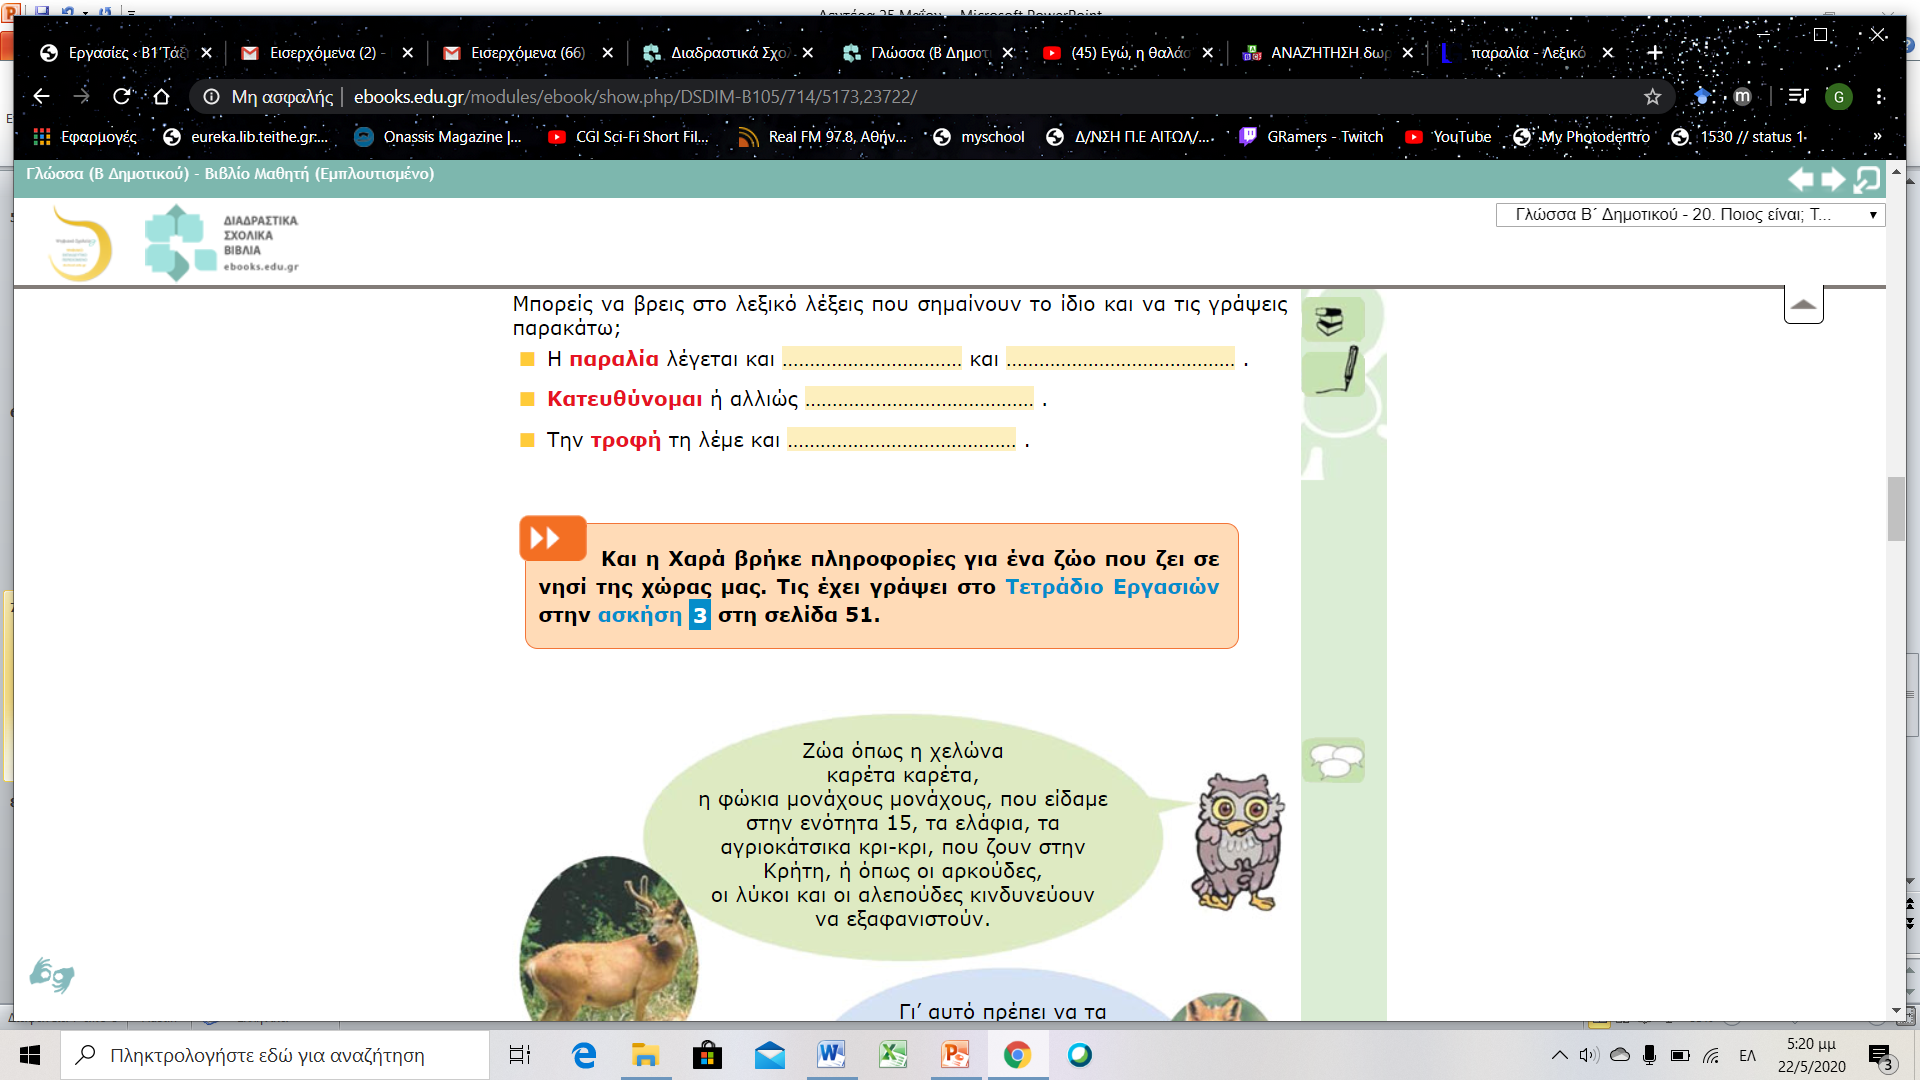 Δευτέρα 25 Μαΐου - Microsoft PowerPoint
Εργασίες ‹ Β1'Τάξ
Εισερχόμενα (2) -
Εισερχόμενα (66)
Διαδραστικά Σχο
Γλώσσα (Β Δημοτ
(45) Εγώ, η θαλάσ
ΑΝΑΖΉΤΗΣΗ δωρ
παραλία - Λεξικό
Μη ασφαλής | ebooks.edu.gr/modules/ebook/show.php/DSDIM-B105/714/5173,23722/
m
G
Εφαρμογές
eureka.lib.teithe.gr:...
Onassis Magazine |...
CGI Sci-Fi Short Fil...
Real FM 97.8, Αθήν...
myschool
Δ/ΝΣΗ Π.Ε ΑΙΤΩΛ/...
GRamers - Twitch
YouTube
My Photodentro
1530 // status 1
»
Γλώσσα (Β Δημοτικού) - Βιβλίο Μαθητή (Εμπλουτισμένο)
ΔΙΑΔΡΑΣΤΙΚΑ
ΣΧΟΛΙΚΑ
ΒΙΒΛΙΑ
ebooks.edu.gr
Γλώσσα Β΄ Δημοτικού - 20. Ποιος είναι; Τ...
Μπορείς να βρεις στο λεξικό λέξεις που σημαίνουν το ίδιο και να τις γράψεις
παρακάτω;
Η παραλία λέγεται και ................................. και .......................................... .
Κατευθύνομαι ή αλλιώς .......................................... .
Την τροφή τη λέμε και .......................................... .
Και η Χαρά βρήκε πληροφορίες για ένα ζώο που ζει σε
νησί της χώρας μας. Τις έχει γράψει στο Τετράδιο Εργασιών
στην ασκήση 3 στη σελίδα 51.
Ζώα όπως η χελώνα
καρέτα καρέτα,
η φώκια μονάχους μονάχους, που είδαμε
στην ενότητα 15, τα ελάφια, τα
αγριοκάτσικα κρι-κρι, που ζουν στην
Κρήτη, ή όπως οι αρκούδες,
οι λύκοι και οι αλεπούδες κινδυνεύουν
να εξαφανιστούν.
Γι΄ αυτό πρέπει να τα
Πληκτρολογήστε εδώ για αναζήτηση
ΕΛ
5:20 μμ
22/5/2020
3